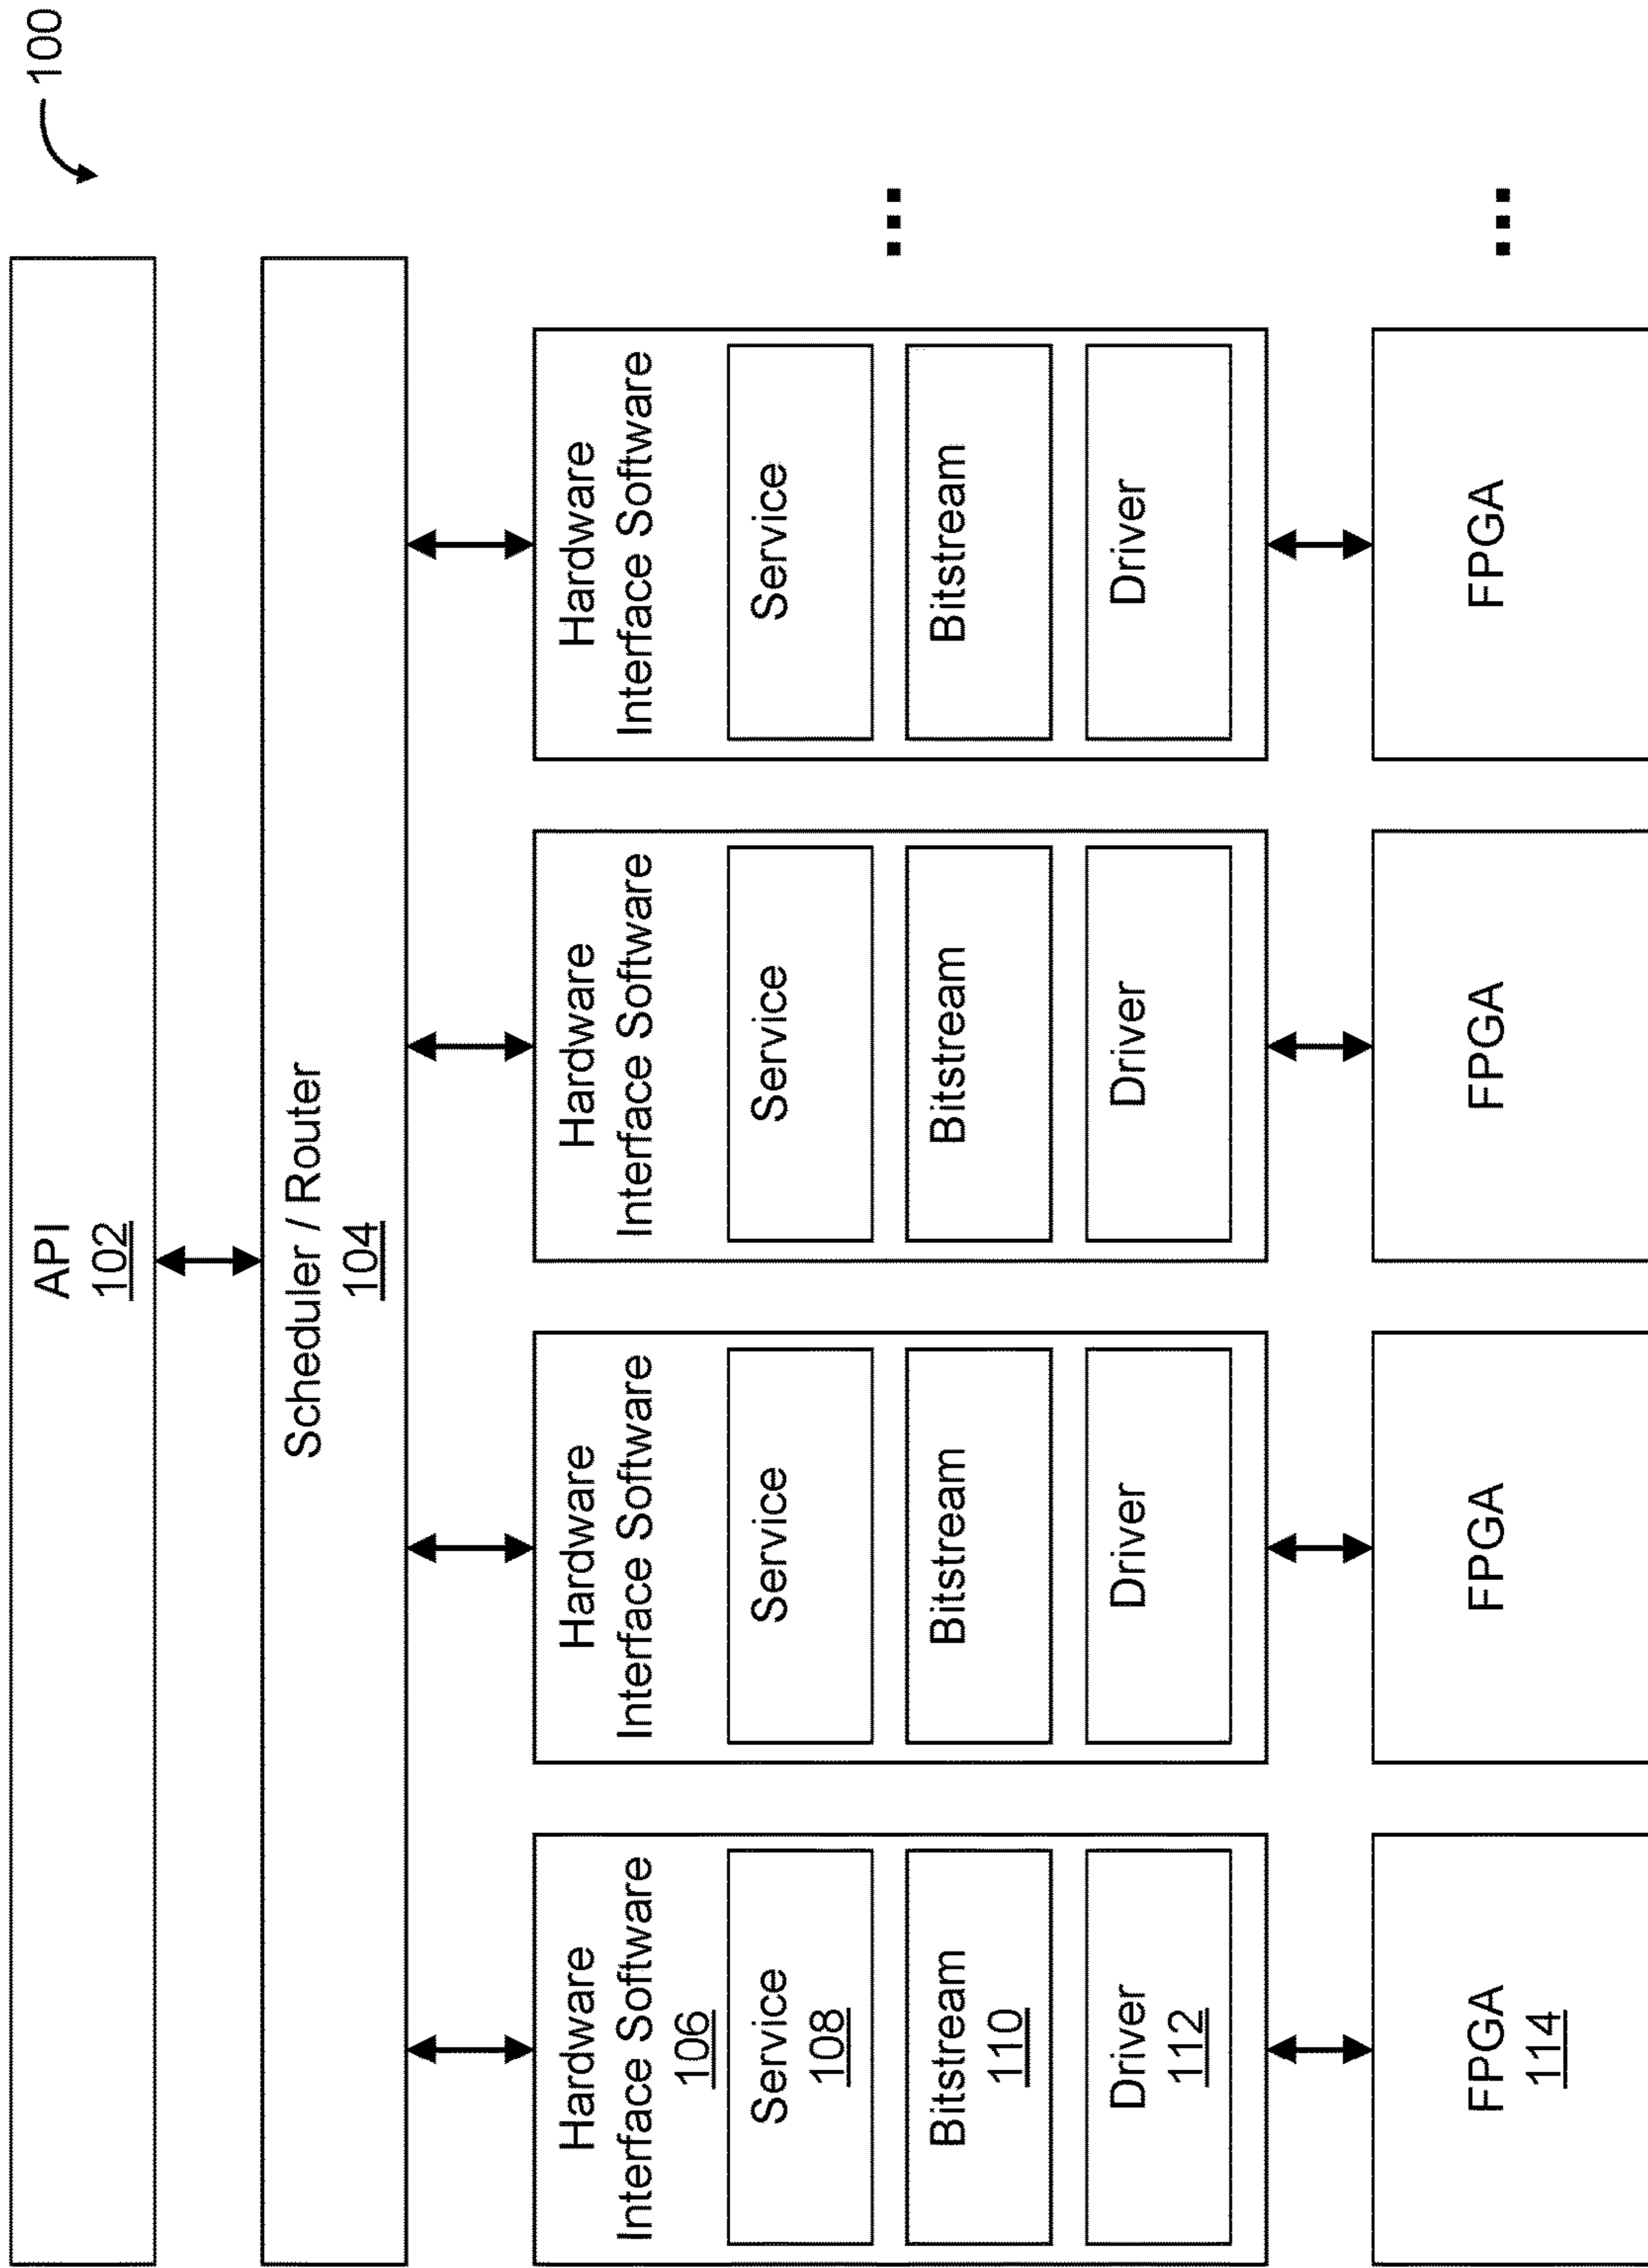 100
API
102
Scheduler / Router
104
Hardware
Interface Software
106
Service
108
Bitstream
110
Driver
112
FPGA
114
Hardware
Interface Software
Service
Bitstream
Driver
FPGA
Hardware
Interface Software
Service
Bitstream
Driver
FPGA
Hardware
Interface Software
Service
Bitstream
Driver
FPGA
...
...